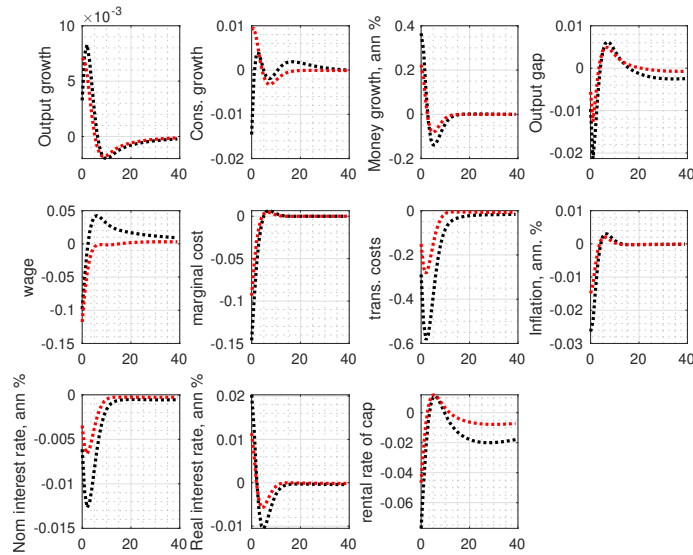 ×10⁻³
Output growth
10
5
0
0 20 40
Cons. growth
0.01
0
-0.01
-0.02
0 20 40
Money growth, ann %
0.4
0.2
0
-0.2
0 20 40
Output gap
0.01
0
-0.01
-0.02
0 20 40
wage
0.05
0
-0.05
-0.1
-0.15
0 20 40
marginal cost
0
-0.05
-0.1
-0.15
0 20 40
trans. costs
0
-0.2
-0.4
-0.6
0 20 40
Inflation, ann. %
0.01
0
-0.01
-0.02
-0.03
0 20 40
Nom interest rate, ann %
0
-0.005
-0.01
-0.015
0 20 40
Real interest rate, ann %
0.02
0.01
0
-0.01
0 20 40
rental rate of cap
0
-0.02
-0.04
-0.06
0 20 40